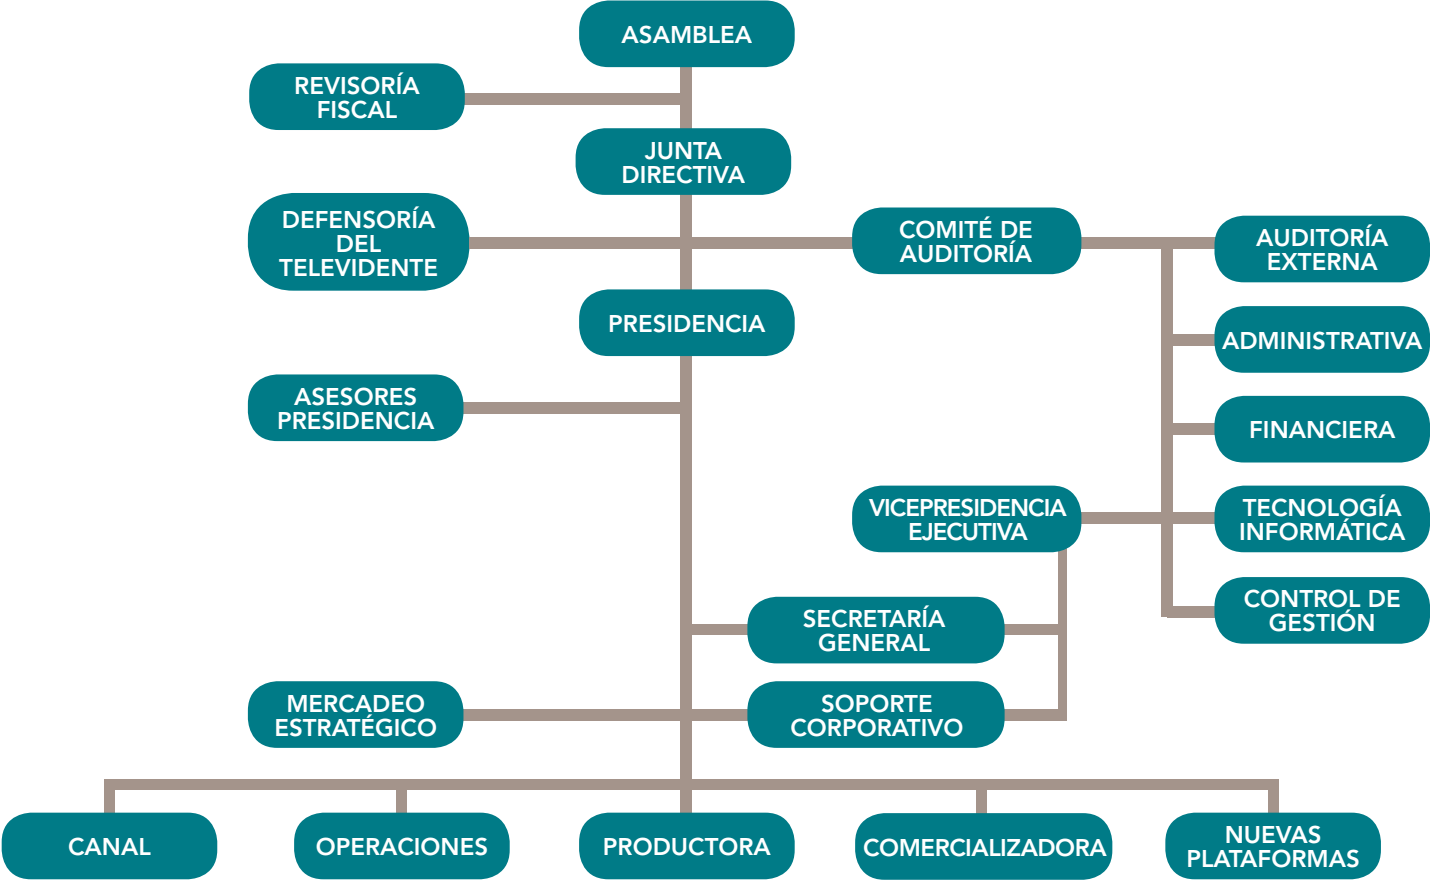 ASAMBLEA
REVISORÍA
FISCAL
JUNTA
DIRECTIVA
DEFENSORÍA
DEL
TELEVIDENTE
COMITÉ DE
AUDITORÍA
AUDITORÍA
EXTERNA
PRESIDENCIA
ADMINISTRATIVA
ASESORES
PRESIDENCIA
FINANCIERA
VICEPRESIDENCIA
EJECUTIVA
TECNOLOGÍA
INFORMÁTICA
SECRETARÍA
GENERAL
CONTROL DE
GESTIÓN
MERCADEO
ESTRATÉGICO
SOPORTE
CORPORATIVO
CANAL
OPERACIONES
PRODUCTORA
COMERCIALIZADORA
NUEVAS
PLATAFORMAS